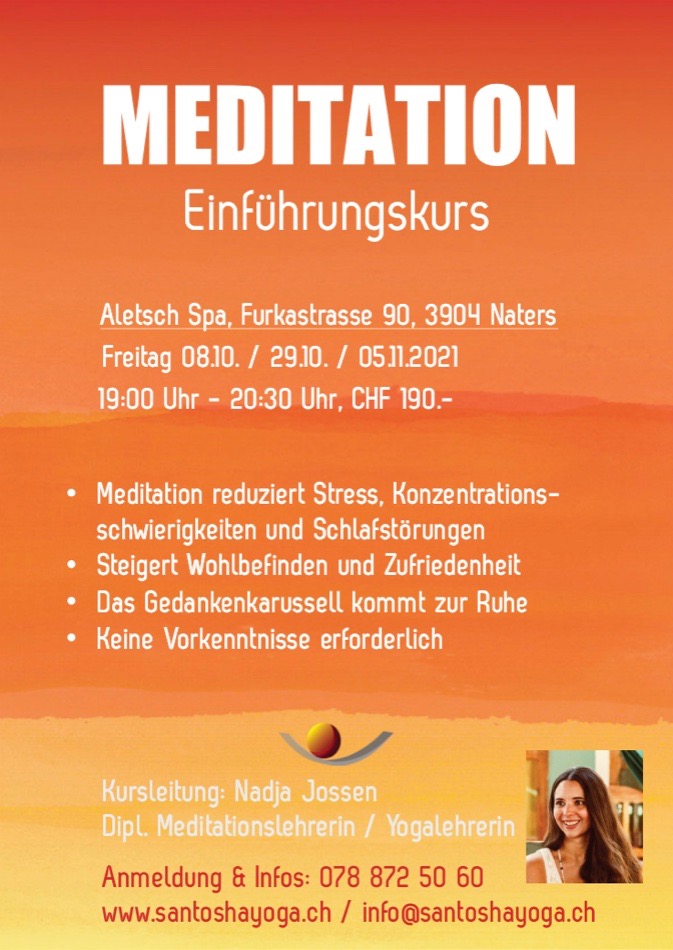 MEDITATION
Einführungskurs
Aletsch Spa, Furkastrasse 90, 3904 Naters
Freitag 08.10. / 29.10. / 05.11.2021
19:00 Uhr - 20:30 Uhr, CHF 190.-
• Meditation reduziert Stress, Konzentrations-
schwierigkeiten und Schlafstörungen
• Steigert Wohlbefinden und Zufriedenheit
• Das Gedankenkarussell kommt zur Ruhe
• Keine Vorkenntnisse erforderlich
Kursleitung: Nadja Jossen
Dipl. Meditationslehrerin / Yogalehrerin
Anmeldung & Infos: 078 872 50 60
www.santoshayoga.ch / info@santoshayoga.ch